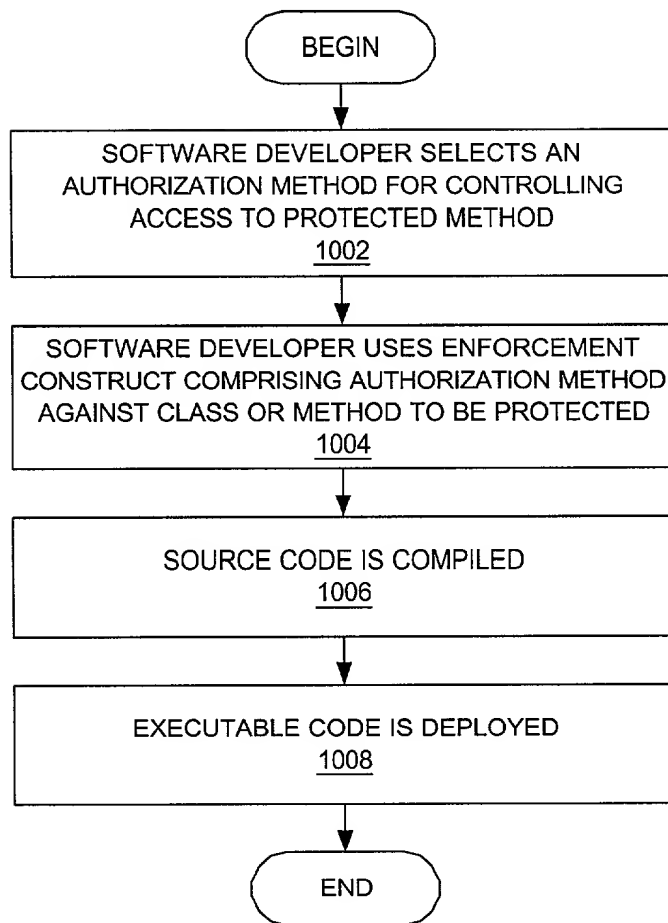 BEGIN
SOFTWARE DEVELOPER SELECTS AN
AUTHORIZATION METHOD FOR CONTROLLING
ACCESS TO PROTECTED METHOD
1002
SOFTWARE DEVELOPER USES ENFORCEMENT
CONSTRUCT COMPRISING AUTHORIZATION METHOD
AGAINST CLASS OR METHOD TO BE PROTECTED
1004
SOURCE CODE IS COMPILED
1006
EXECUTABLE CODE IS DEPLOYED
1008
END